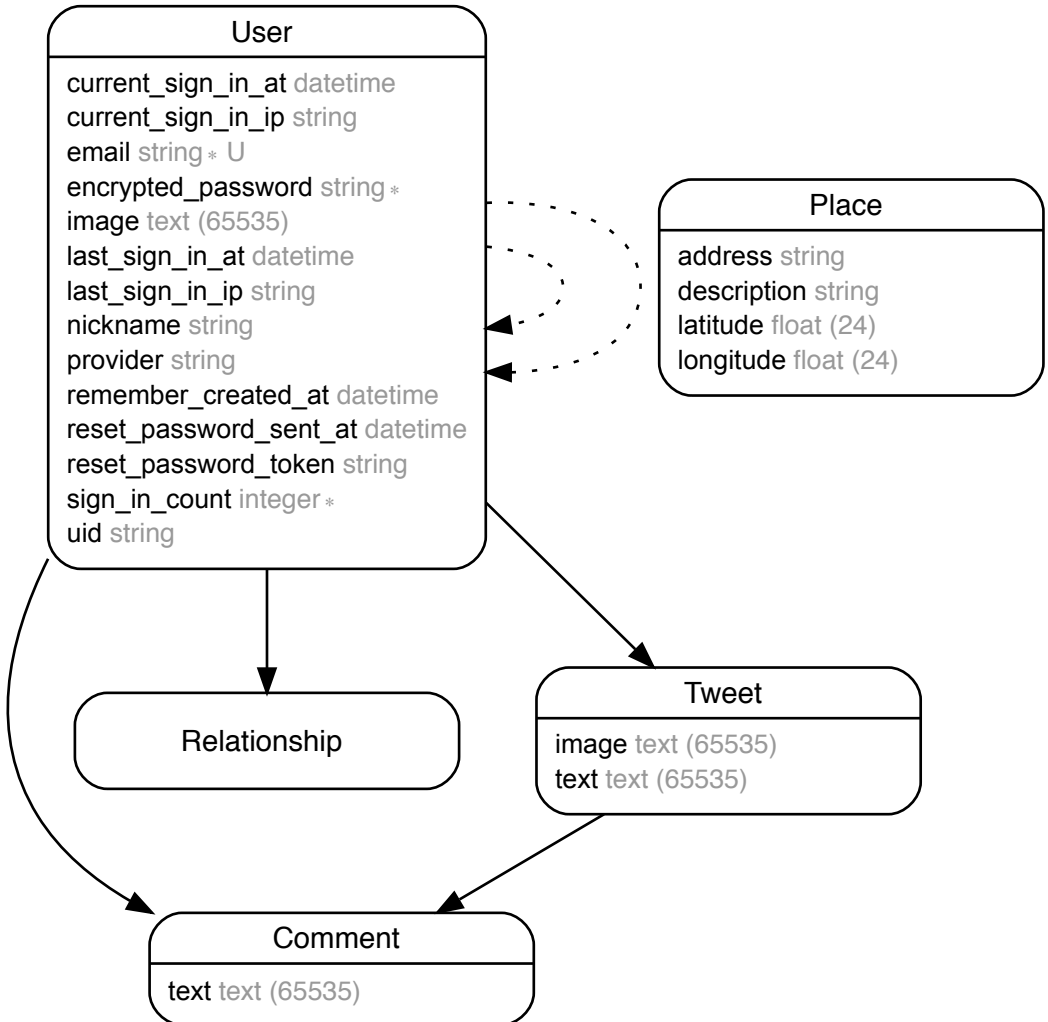 User
current_sign_in_at datetime
current_sign_in_ip string
email string * U
encrypted_password string *
image text (65535)
last_sign_in_at datetime
last_sign_in_ip string
nickname string
provider string
remember_created_at datetime
reset_password_sent_at datetime
reset_password_token string
sign_in_count integer *
uid string
Place
address string
description string
latitude float (24)
longitude float (24)
Relationship
Tweet
image text (65535)
text text (65535)
Comment
text text (65535)